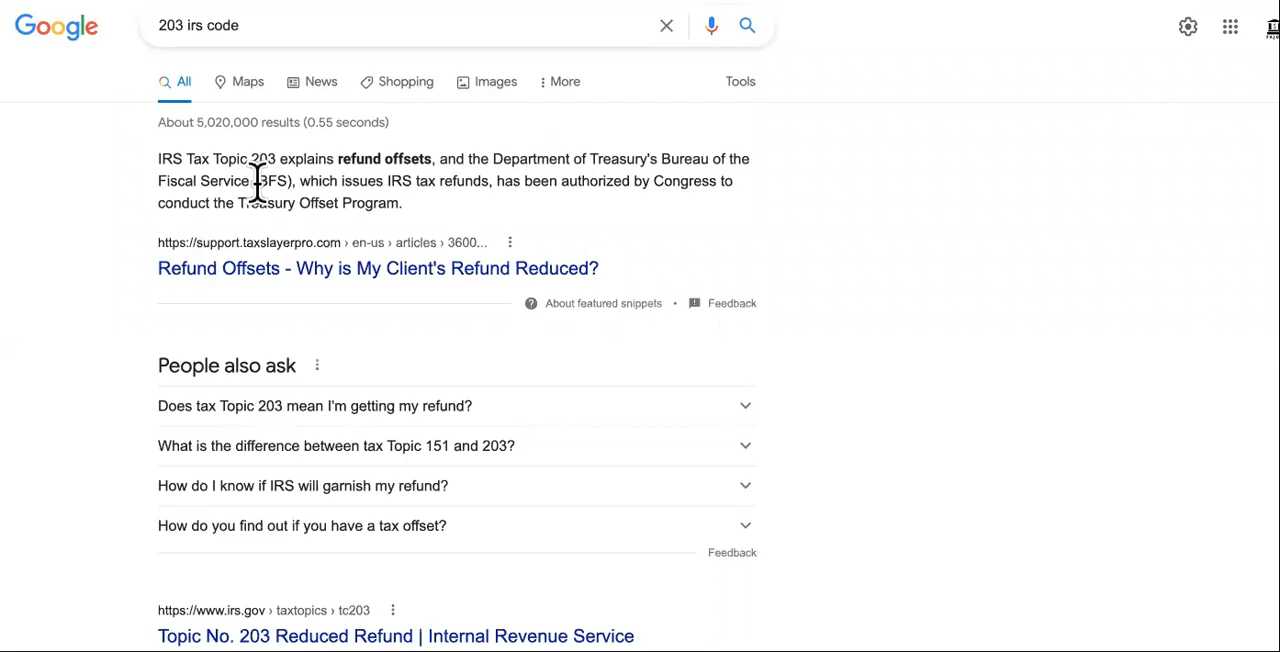 Google
203 irs code
All Maps News Shopping Images More Tools
About 5,020,000 results (0.55 seconds)
IRS Tax Topic 203 explains refund offsets, and the Department of Treasury's Bureau of the
Fiscal Service (BFS), which issues IRS tax refunds, has been authorized by Congress to
conduct the Treasury Offset Program.
https://support.taxslayerpro.com › en-us › articles › 3600...
Refund Offsets - Why is My Client's Refund Reduced?
About featured snippets • Feedback
People also ask
Does tax Topic 203 mean I'm getting my refund?
What is the difference between tax Topic 151 and 203?
How do I know if IRS will garnish my refund?
How do you find out if you have a tax offset?
Feedback
https://www.irs.gov › taxtopics › tc203
Topic No. 203 Reduced Refund | Internal Revenue Service